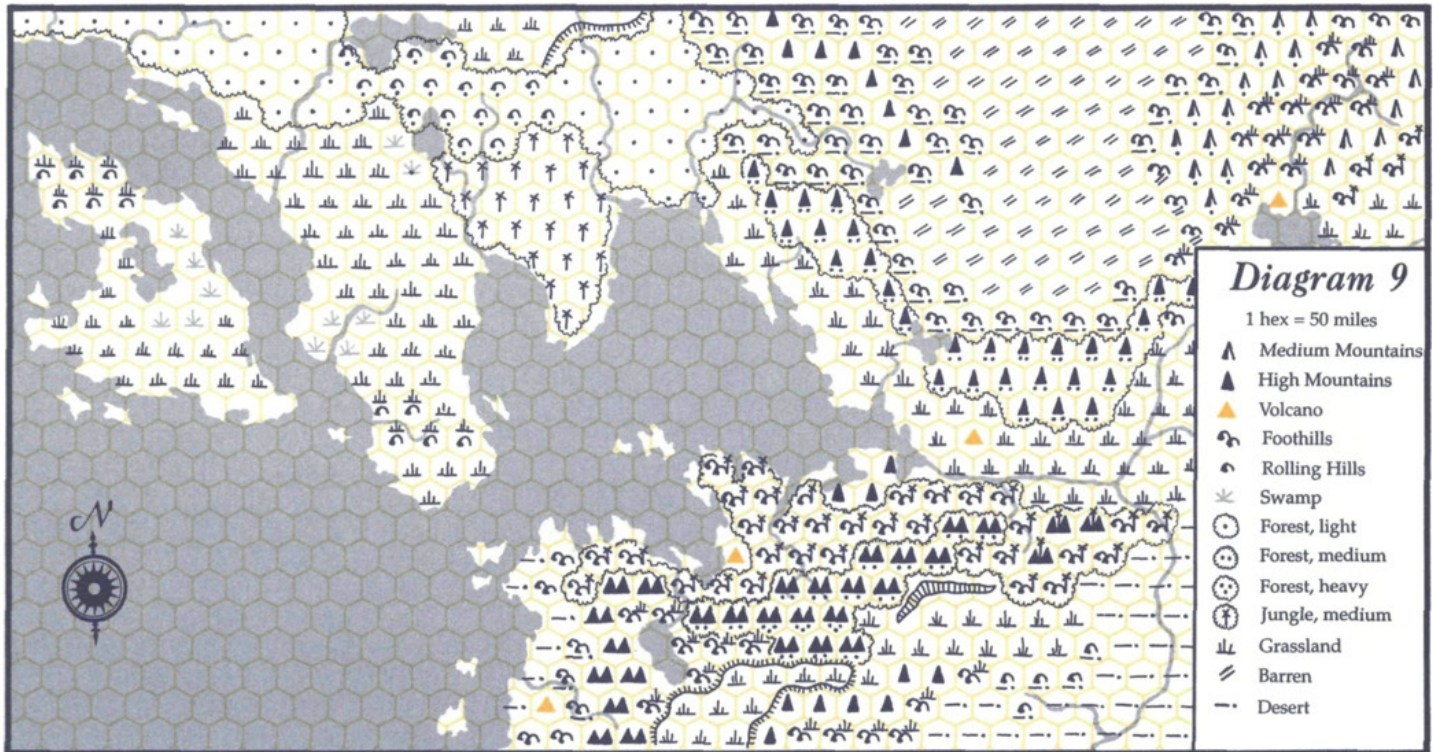 N
Diagram 9
1 hex = 50 miles
Medium Mountains
High Mountains
Volcano
Foothills
Rolling Hills
Swamp
Forest, light
Forest, medium
Forest, heavy
Jungle, medium
Grassland
Barren
Desert